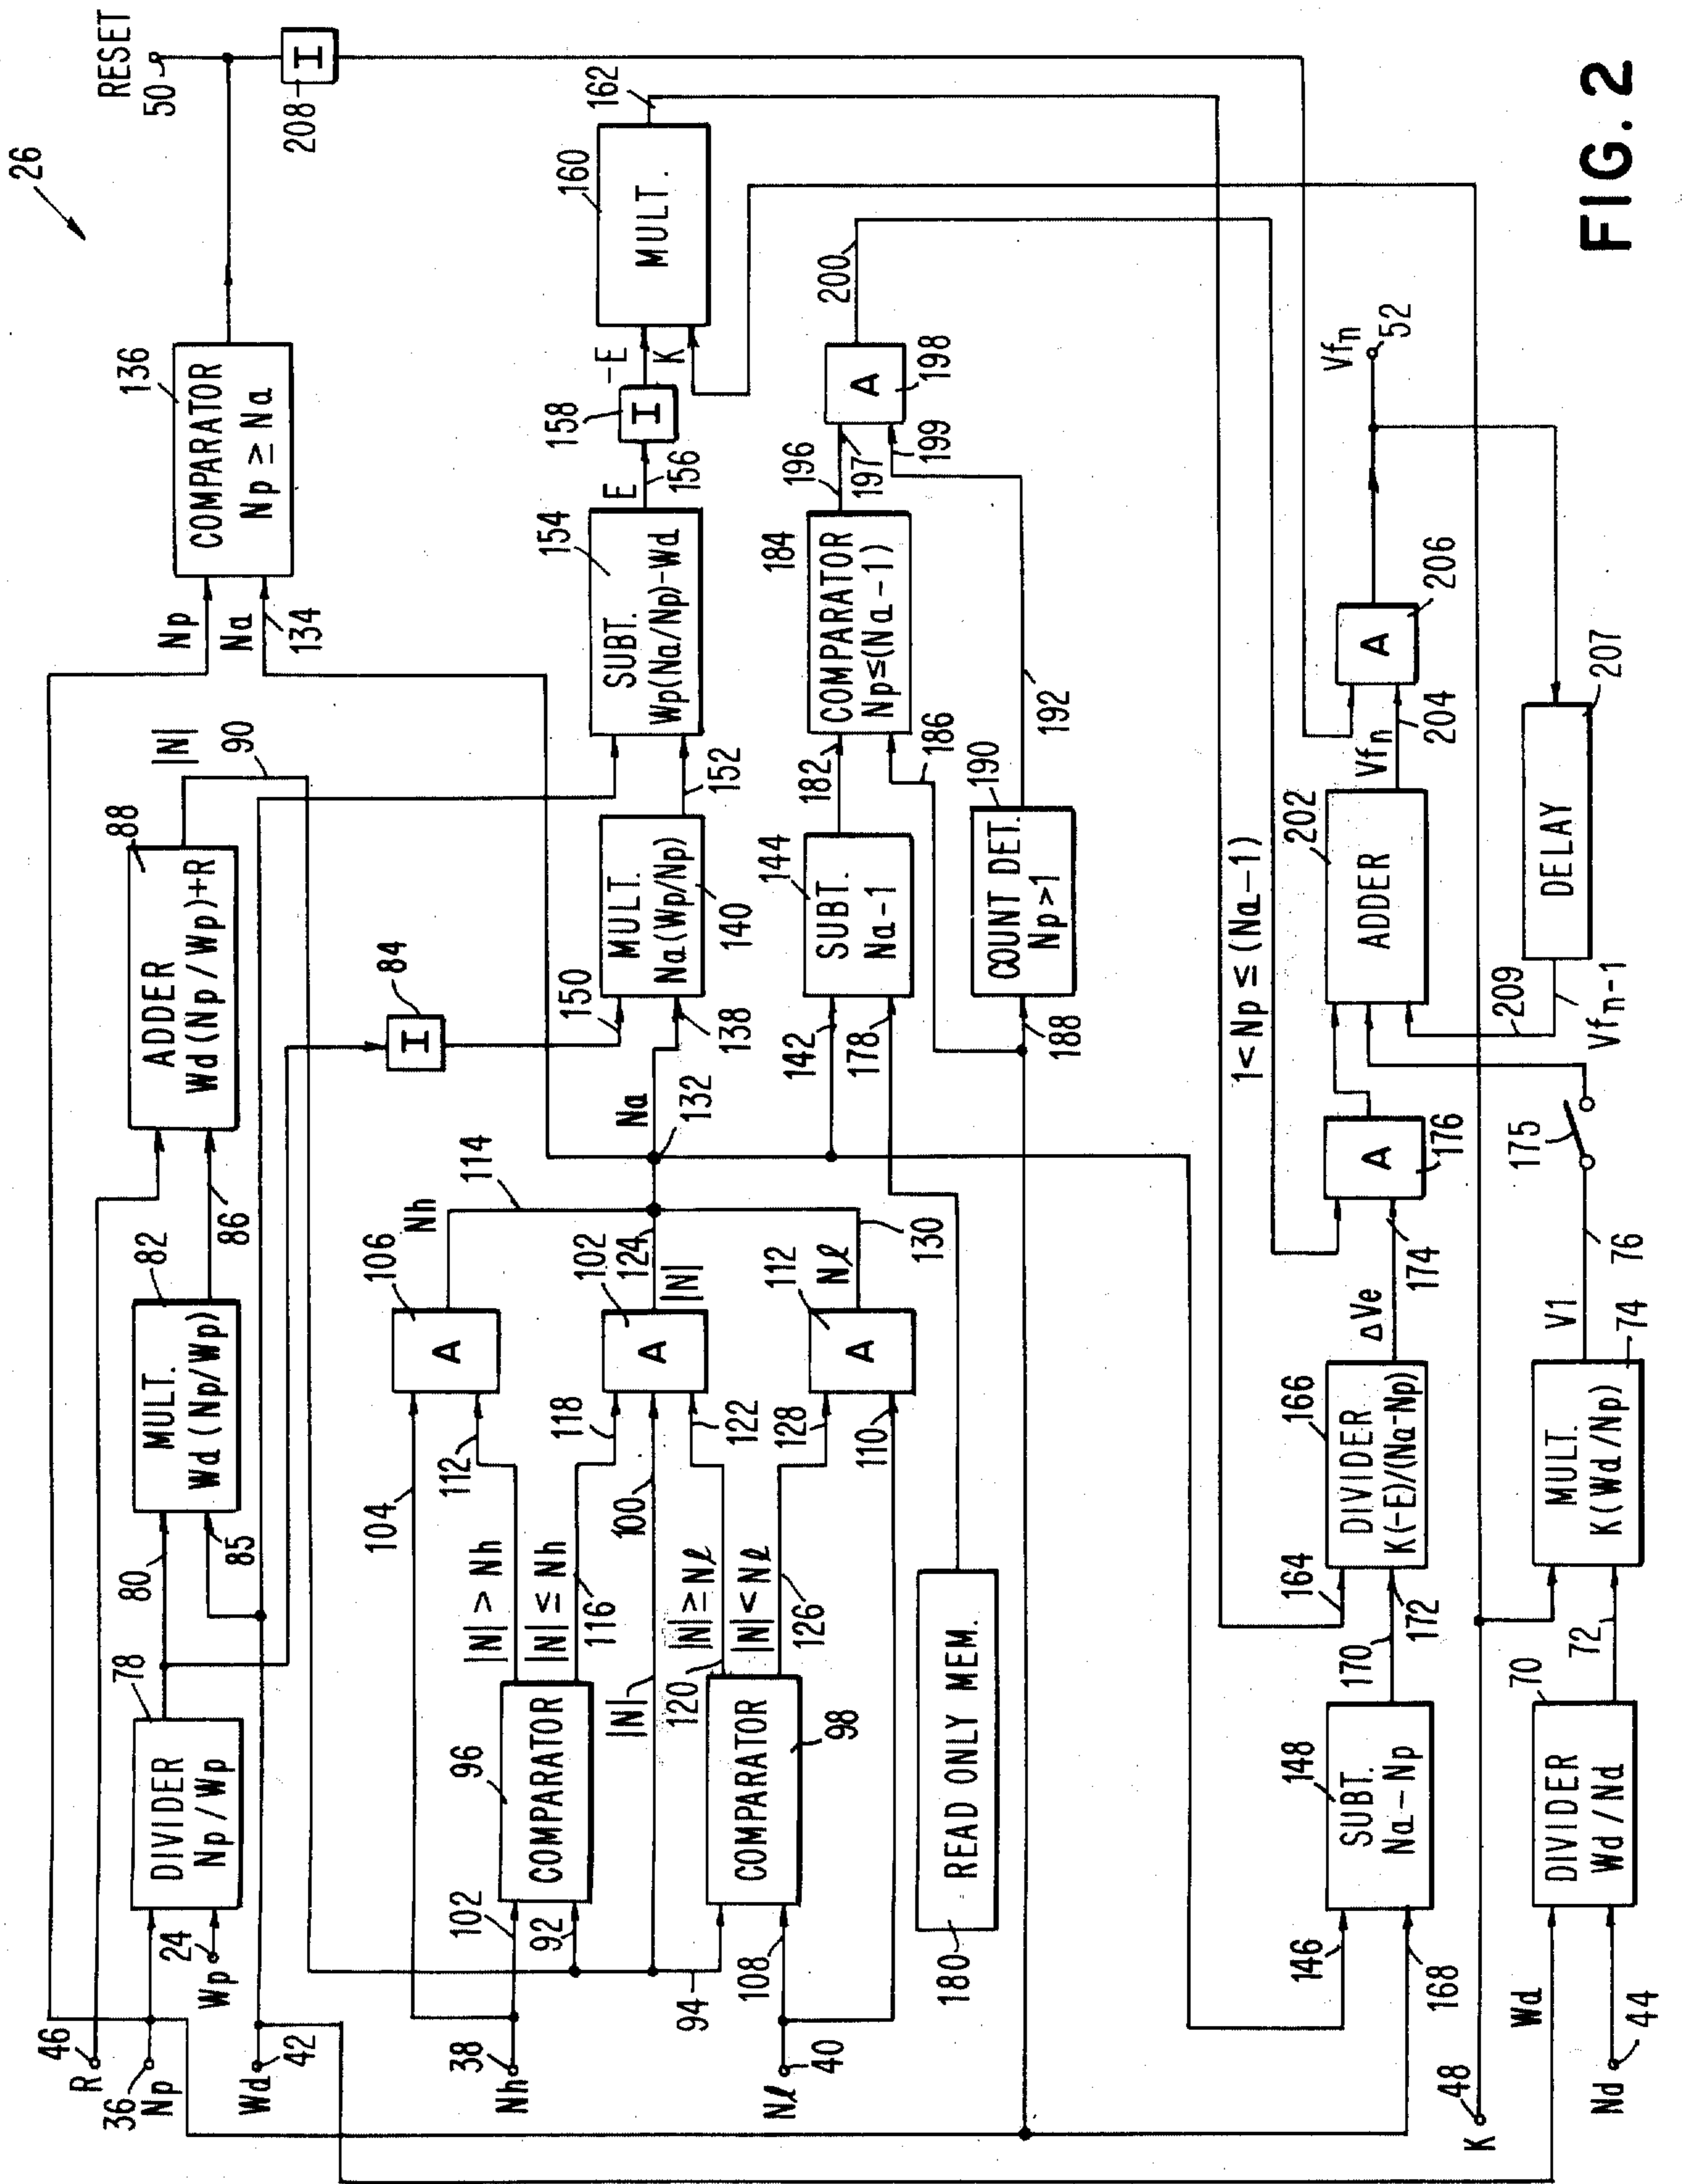 FIG. 2
26
RESET
50
208
I
136
COMPARATOR
Np ≥ Na
Np
Na
134
|N|
90
88
ADDER
Wd (Np/Wp)+R
86
82
MULT.
Wd (Np/Wp)
80
85
78
DIVIDER
Np/Wp
24
Wp
46
R
36
Np
Wd
42
84
I
162
160
MULT.
-E
K
158
I
E
156
154
SUBT.
Wp(Na/Np)-Wd
152
MULT.
Na(Wp/Np)
140
150
138
Na
132
114
Nh
106
A
104
112
|N| > Nh
|N| ≤ Nh
116
118
102
124
|N|
A
100
122
|N| ≥ Nℓ
|N| < Nℓ
120
126
128
110
112
Nℓ
A
130
96
COMPARATOR
102
92
|N|
COMPARATOR
98
94
108
38
Nh
40
Nℓ
200
A
198
196
197
199
184
COMPARATOR
Np≤(Na-1)
182
186
192
144
SUBT.
Na-1
142
178
190
COUNT DET.
Np>1
188
READ ONLY MEM.
180
1<Np≤(Na-1)
Vfn
52
206
A
204
Vfn
202
ADDER
207
DELAY
209
Vfn-1
175
176
A
174
ΔVe
166
DIVIDER
K(-E)/(Na-Np)
164
172
170
148
SUBT.
Na-Np
146
168
76
V1
74
MULT.
K(Wd/Np)
72
70
DIVIDER
Wd/Nd
Wd
Nd
44
48
K